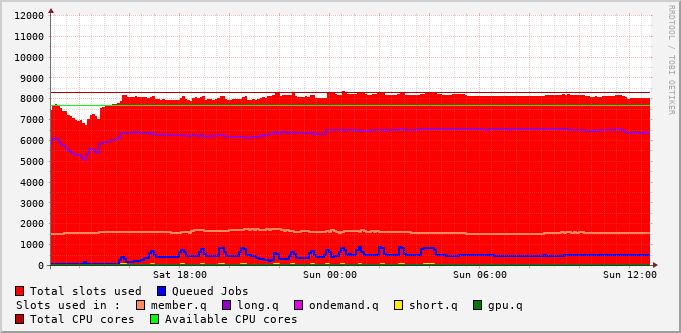 12000
11000
10000
9000
8000
7000
6000
5000
4000
3000
2000
1000
0
Sat 18:00 Sun 00:00 Sun 06:00 Sun 12:00
RRDTOOL / TOBI OETIKER
Total slots used Queued Jobs
Slots used in : member.q long.q ondemand.q short.q gpu.q
Total CPU cores Available CPU cores